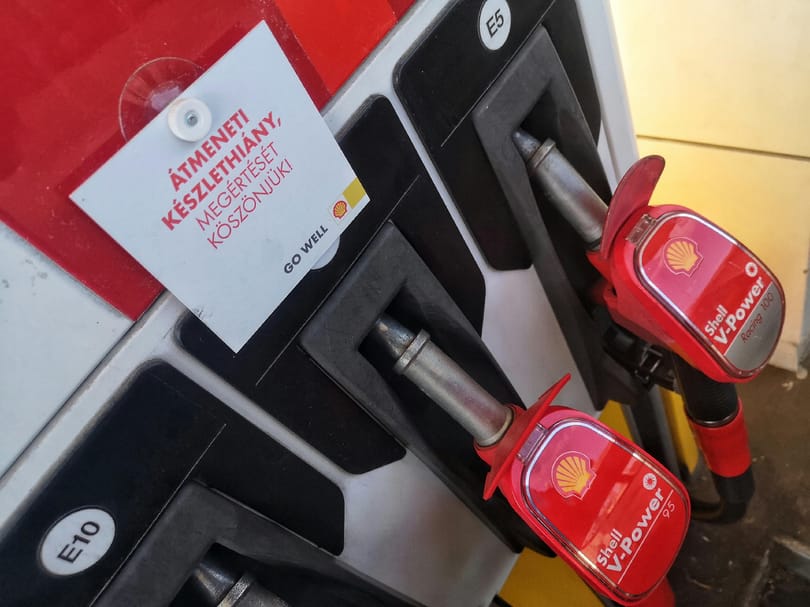 E5
ÁTMENETI
KÉSZLETHIÁNY,
MEGÉRTÉSÉT
KÖSZÖNJÜK!
GO WELL
Shell
V-Power
Racing 100
Shell
V-Power
95
E10